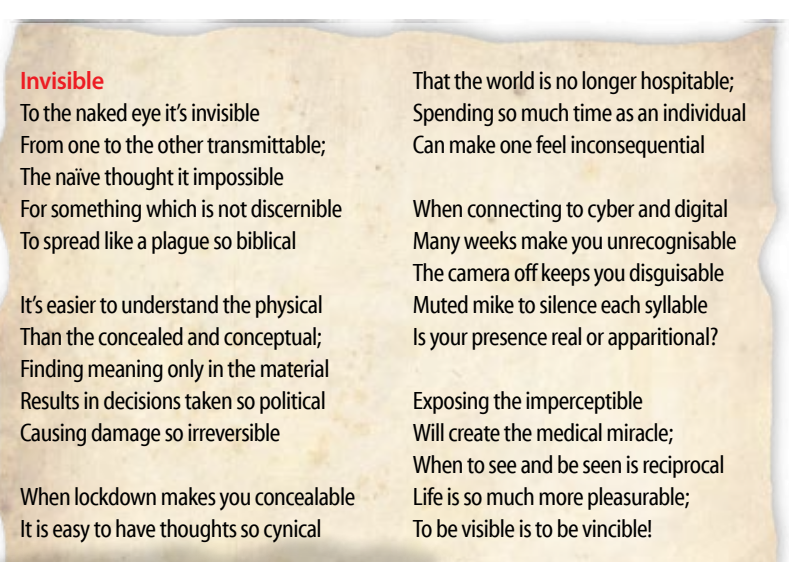 Invisible
To the naked eye it's invisible
From one to the other transmittable;
The naïve thought it impossible
For something which is not discernible
To spread like a plague so biblical

It's easier to understand the physical
Than the concealed and conceptual;
Finding meaning only in the material
Results in decisions taken so political
Causing damage so irreversible

When lockdown makes you concealable
It is easy to have thoughts so cynical
That the world is no longer hospitable;
Spending so much time as an individual
Can make one feel inconsequential

When connecting to cyber and digital
Many weeks make you unrecognisable
The camera off keeps you disguisable
Muted mike to silence each syllable
Is your presence real or apparitional?

Exposing the imperceptible
Will create the medical miracle;
When to see and be seen is reciprocal
Life is so much more pleasurable;
To be visible is to be vincible!